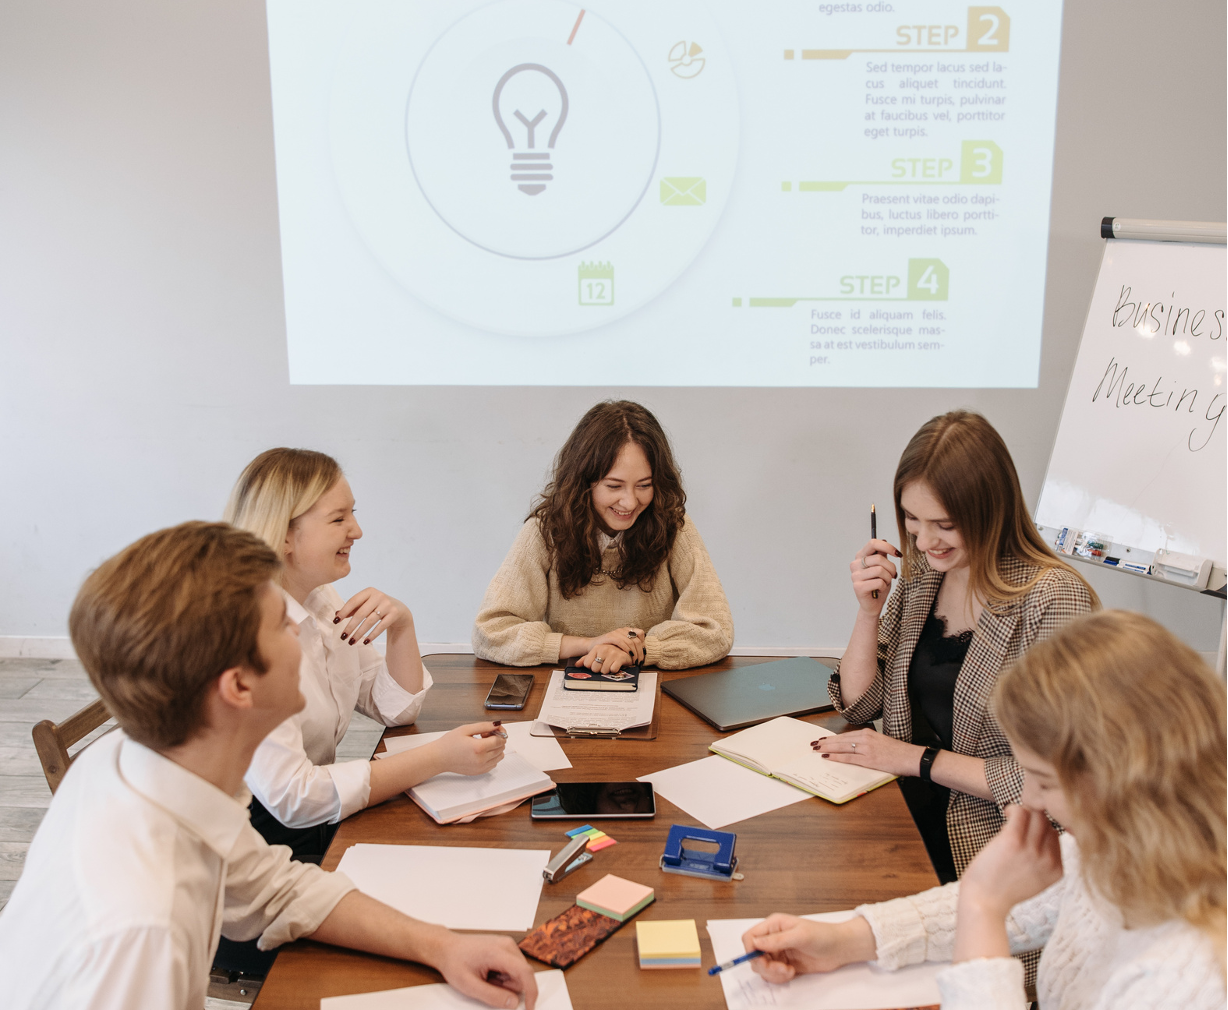 egestas odio.
STEP 2
Sed tempor lacus sed la-
cus aliquet tincidunt.
Fusce mi turpis, pulvinar
at faucibus vel, porttitor
eget turpis.
STEP 3
Praesent vitae odio dapi-
bus, luctus libero portti-
tor, imperdiet ipsum.
12
STEP 4
Fusce id aliquam felis.
Donec scelerisque mas-
sa at est vestibulum sem-
per.
Busines
Meeting